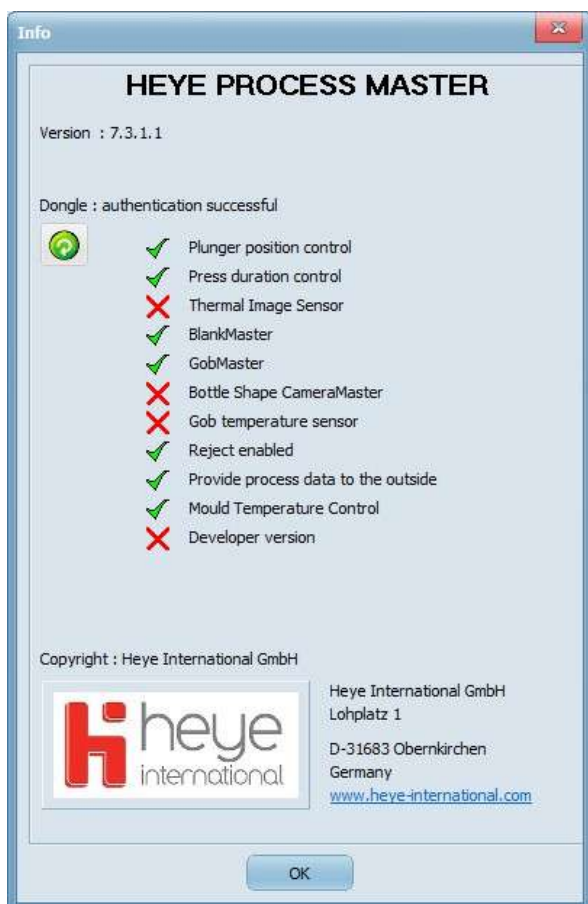 Info
HEYE PROCESS MASTER
Version : 7.3.1.1
Dongle : authentication successful
Plunger position control
Press duration control
Thermal Image Sensor
BlankMaster
GobMaster
Bottle Shape CameraMaster
Gob temperature sensor
Reject enabled
Provide process data to the outside
Mould Temperature Control
Developer version
Copyright : Heye International GmbH
heye
international
Heye International GmbH
Lohplatz 1
D-31683 Obernkirchen
Germany
www.heye-international.com
OK